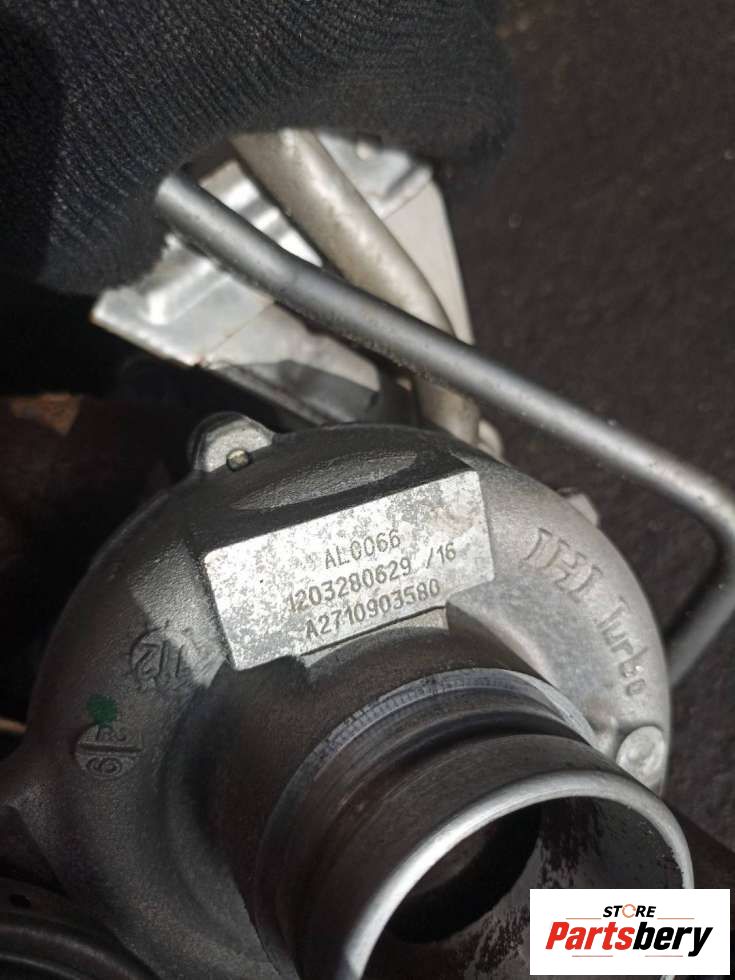 AL0066
1203280629 /16
A2710903580
IHI Turbo
STORE
Partsbery